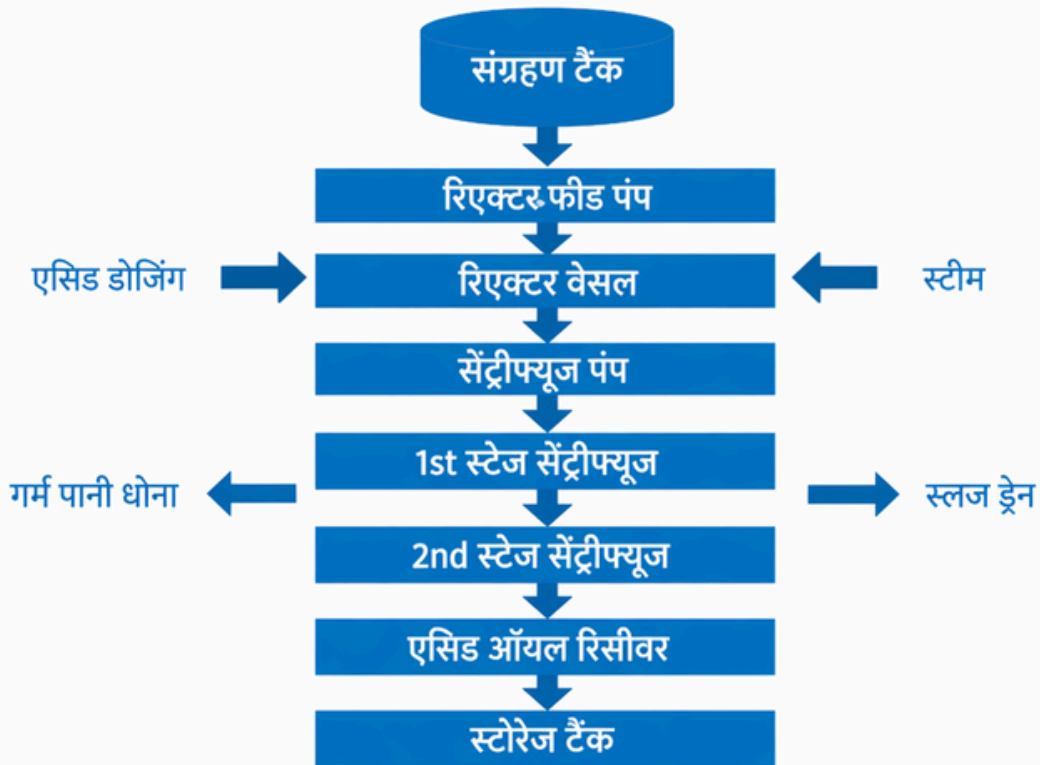 संग्रहण टैंक
रिएक्टर फीड पंप
एसिड डोजिंग
रिएक्टर वेसल
स्टीम
सेंट्रीफ्यूज पंप
1st स्टेज सेंट्रीफ्यूज
गर्म पानी धोना
स्लज ड्रेन
2nd स्टेज सेंट्रीफ्यूज
एसिड ऑयल रिसीवर
स्टोरेज टैंक